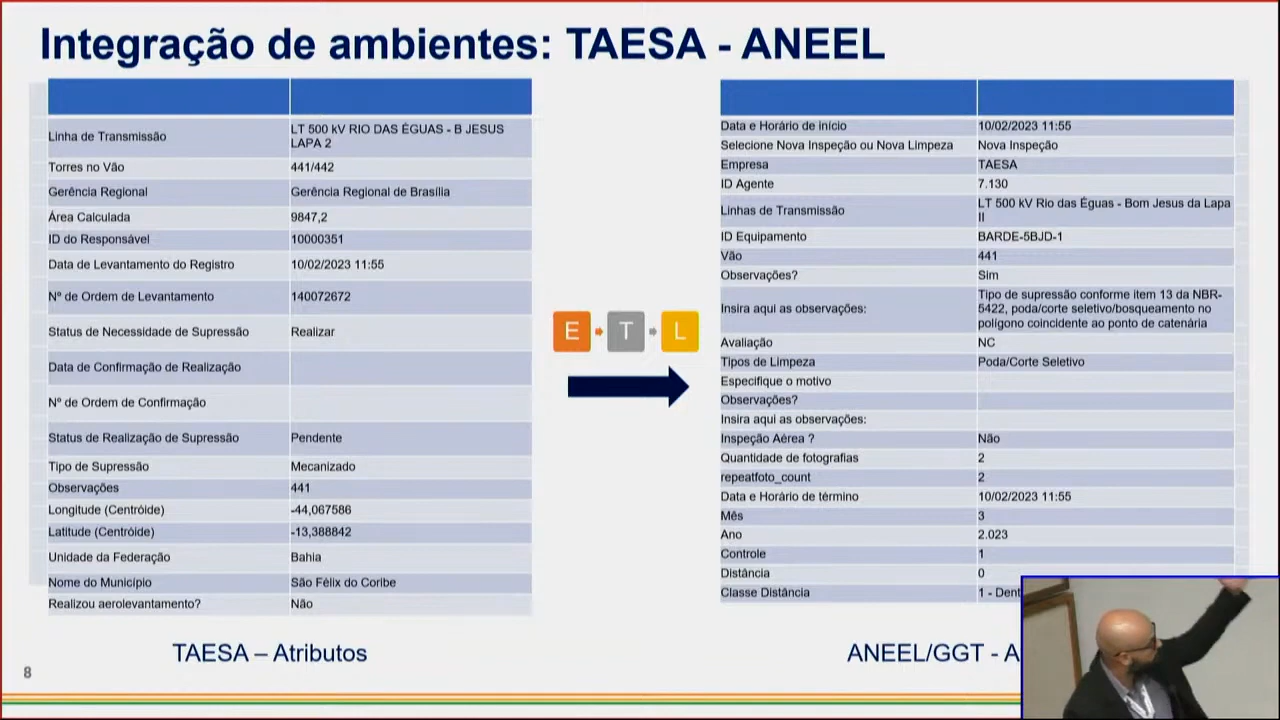 Integração de ambientes: TAESA - ANEEL
Linha de Transmissão
LT 500 kV RIO DAS ÉGUAS - B JESUS
LAPA 2
Torres no Vão
441/442
Gerência Regional
Gerência Regional de Brasília
Área Calculada
9847,2
ID do Responsável
10000351
Data de Levantamento do Registro
10/02/2023 11:55
Nº de Ordem de Levantamento
140072672
Status de Necessidade de Supressão
Realizar
Data de Confirmação de Realização
Nº de Ordem de Confirmação
Status de Realização de Supressão
Pendente
Tipo de Supressão
Mecanizado
Observações
441
Longitude (Centróide)
-44,067586
Latitude (Centróide)
-13,388842
Unidade da Federação
Bahia
Nome do Município
São Félix do Coribe
Realizou aerolevantamento?
Não
TAESA – Atributos
E T L
Data e Horário de início
10/02/2023 11:55
Selecione Nova Inspeção ou Nova Limpeza
Nova Inspeção
Empresa
TAESA
ID Agente
7.130
Linhas de Transmissão
LT 500 kV Rio das Éguas - Bom Jesus da Lapa
II
ID Equipamento
BARDE-5BJD-1
Vão
441
Observações?
Sim
Insira aqui as observações:
Tipo de supressão conforme item 13 da NBR-
5422, poda/corte seletivo/bosqueamento no
polígono coincidente ao ponto de catenária
Avaliação
NC
Tipos de Limpeza
Poda/Corte Seletivo
Especifique o motivo
Observações?
Insira aqui as observações:
Inspeção Aérea ?
Não
Quantidade de fotografias
2
repeatfoto_count
2
Data e Horário de término
10/02/2023 11:55
Mês
3
Ano
2.023
Controle
1
Distância
0
Classe Distância
1 - Dent
ANEEL/GGT - A
8